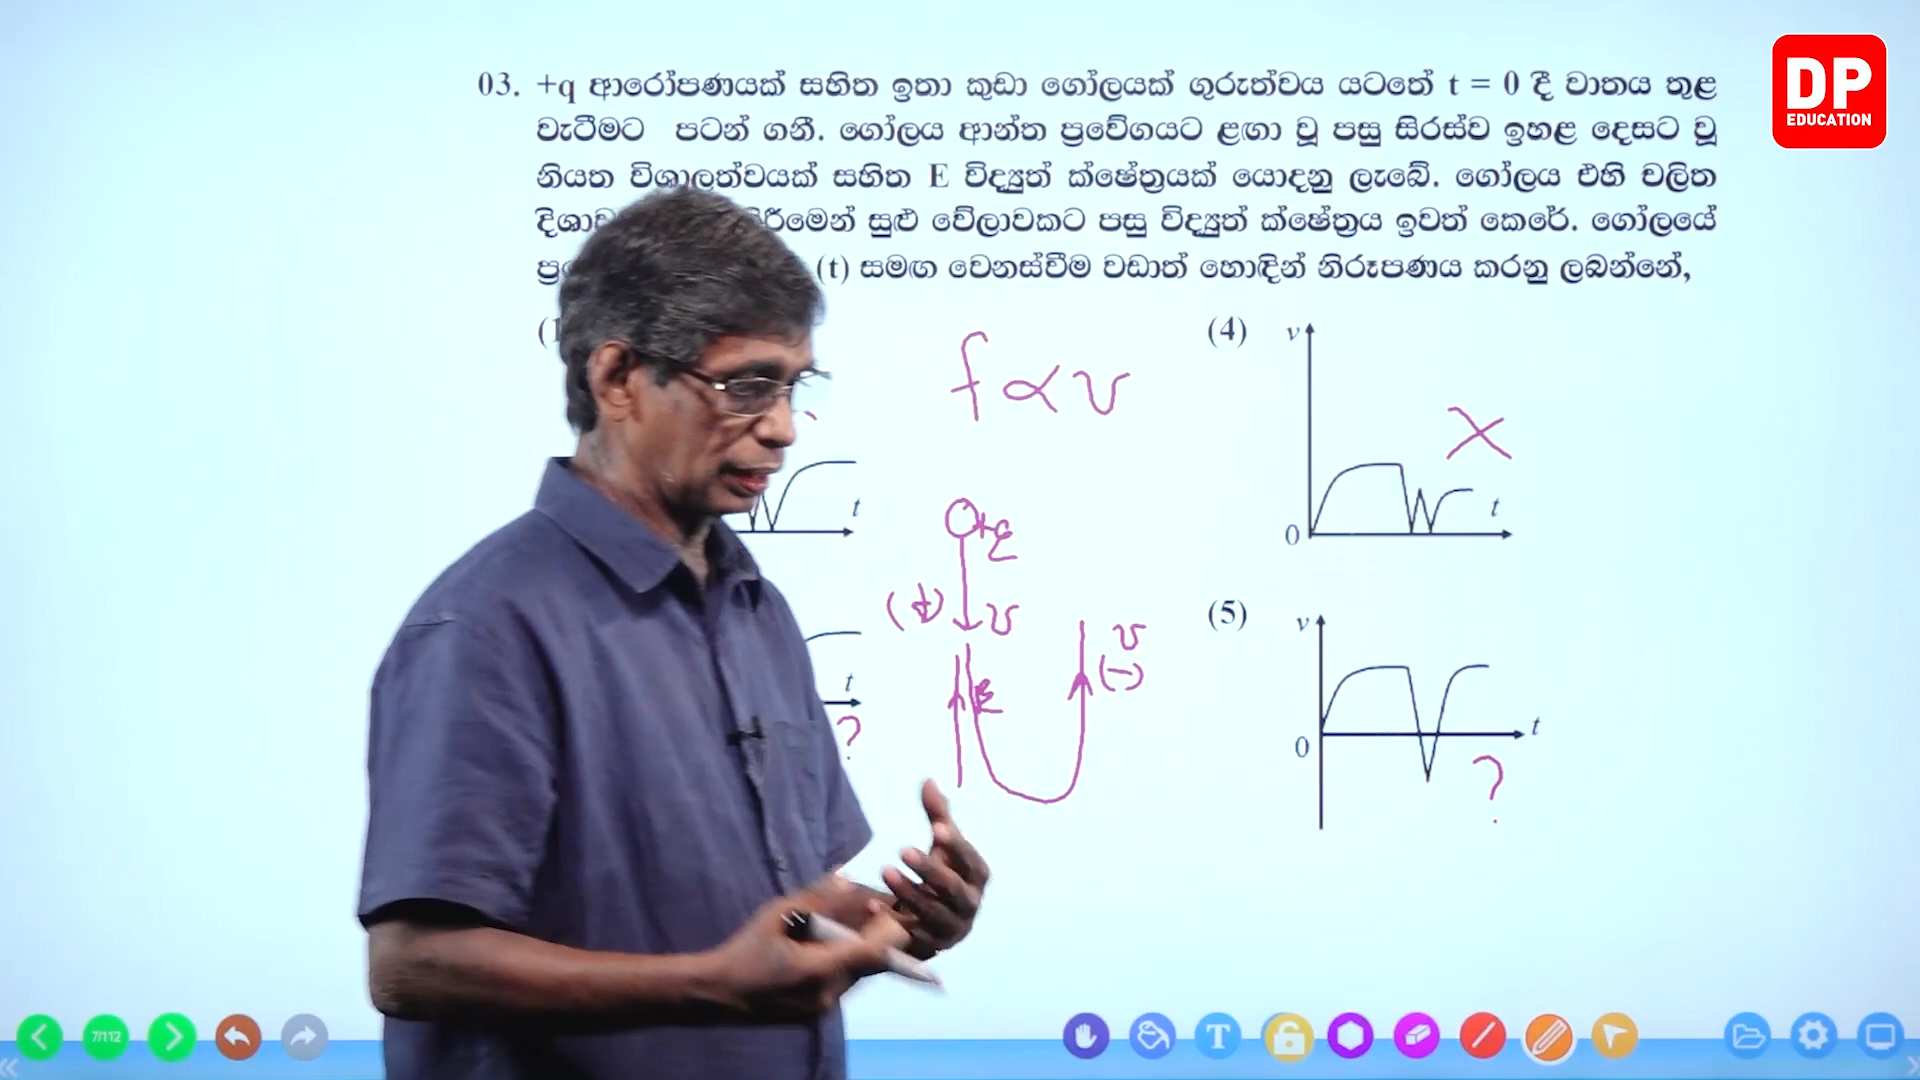 DP
EDUCATION
03. +q ආරෝපණයක් සහිත ඉතා කුඩා ගෝලයක් ගුරුත්වය යටතේ t = 0 දී වාතය තුළ
වැටීමට පටන් ගනී. ගෝලය ආන්ත ප්‍රවේගයට ළඟා වූ පසු සිරස්ව ඉහළ දෙසට වූ
නියත විශාලත්වයක් සහිත E විද්‍යුත් ක්ෂේත්‍රයක් යොදනු ලැබේ. ගෝලය එහි චලිත
සුළු වේලාවකට පසු විද්‍යුත් ක්ෂේත්‍රය ඉවත් කෙරේ. ගෝලයේ
(t) සමඟ වෙනස්වීම වඩාත් හොඳින් නිරූපණය කරනු ලබන්නේ,
f ∝ v
t
+q
(+) v
E
v
(-)
t
?
(4)
v
X
t
0
(5)
v
t
0
?
7/112
T